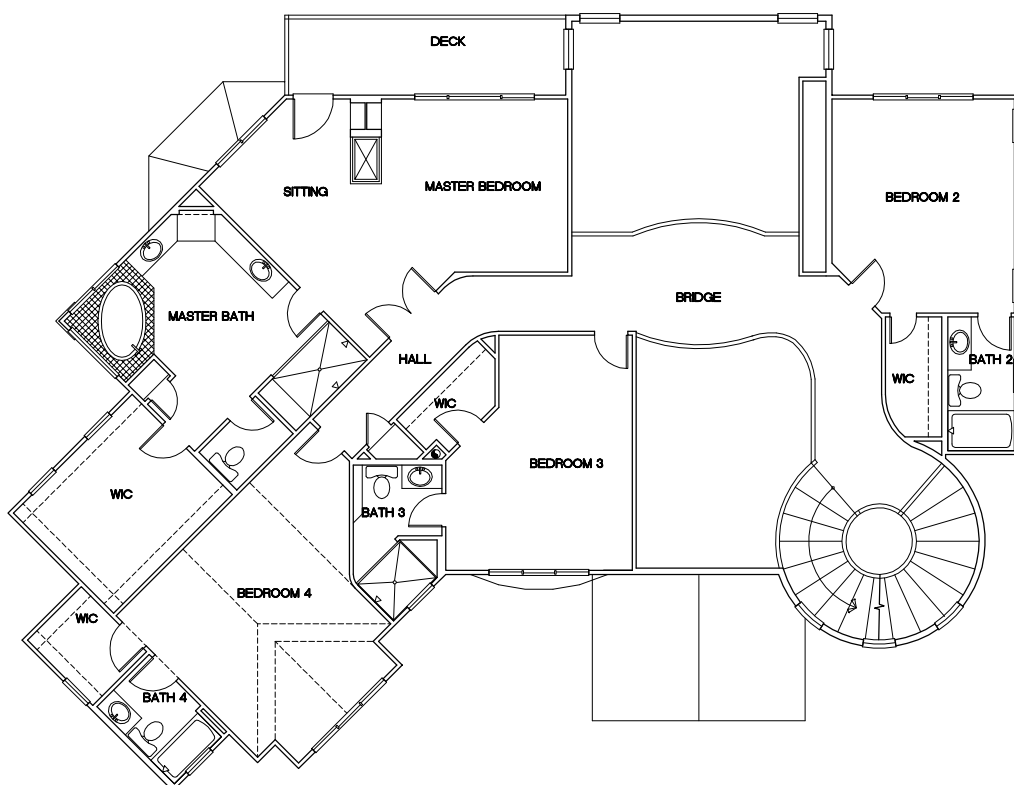 DECK
SITTING
MASTER BEDROOM
BEDROOM 2
BRIDGE
MASTER BATH
HALL
BATH 2
WIC
WIC
BEDROOM 3
WIC
BATH 3
BEDROOM 4
WIC
BATH 4